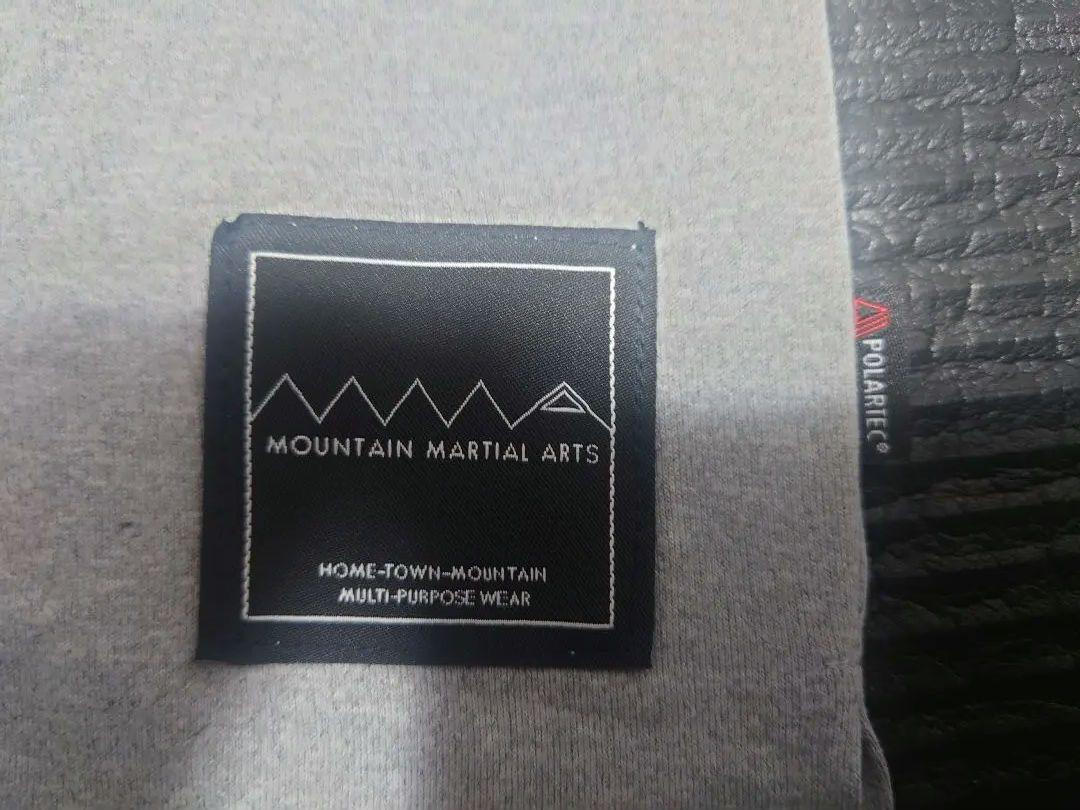 MOUNTAIN MARTIAL ARTS
HOME-TOWN-MOUNTAIN
MULTI-PURPOSE WEAR
POLARTEC®